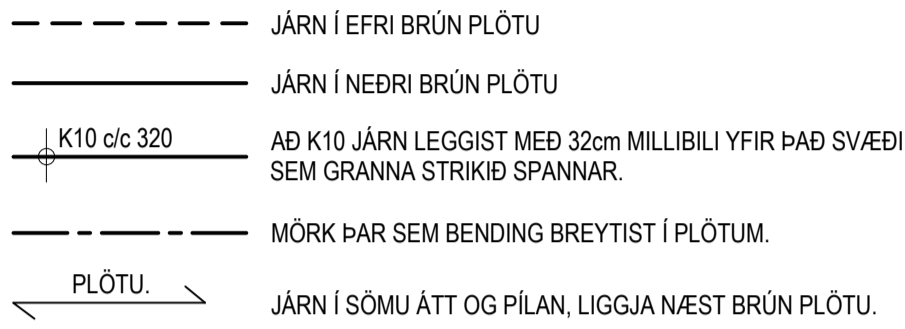 JÁRN Í EFRI BRÚN PLÖTU
JÁRN Í NEÐRI BRÚN PLÖTU
K10 c/c 320
AÐ K10 JÁRN LEGGIST MEÐ 32cm MILLIBILI YFIR ÞAÐ SVÆÐI
SEM GRANNA STRIKIÐ SPANNAR.
MÖRK ÞAR SEM BENDING BREYTIST Í PLÖTUM.
PLÖTU.
JÁRN Í SÖMU ÁTT OG PÍLAN, LIGGJA NÆST BRÚN PLÖTU.